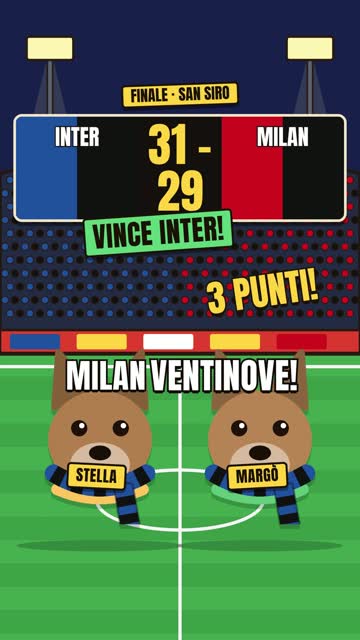 FINALE · SAN SIRO
INTER
31 -
29
MILAN
VINCE INTER!
3 PUNTI!
MILAN VENTINOVE!
STELLA
MARGÒ